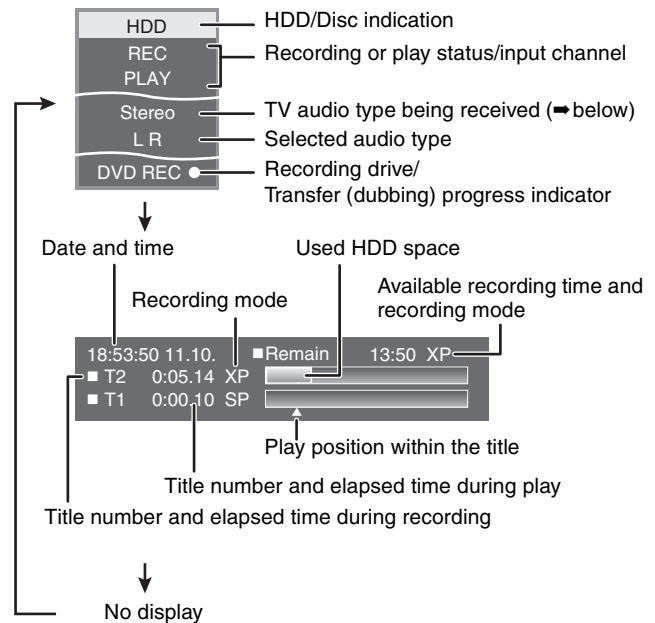 HDD
HDD/Disc indication
REC
Recording or play status/input channel
PLAY
Stereo
TV audio type being received (➡below)
L R
Selected audio type
DVD REC ●
Recording drive/
Transfer (dubbing) progress indicator
Date and time
Used HDD space
Recording mode
Available recording time and
recording mode
18:53:50 11.10. ■Remain 13:50 XP
■ T2 0:05.14 XP
■ T1 0:00.10 SP
Play position within the title
Title number and elapsed time during play
Title number and elapsed time during recording
No display